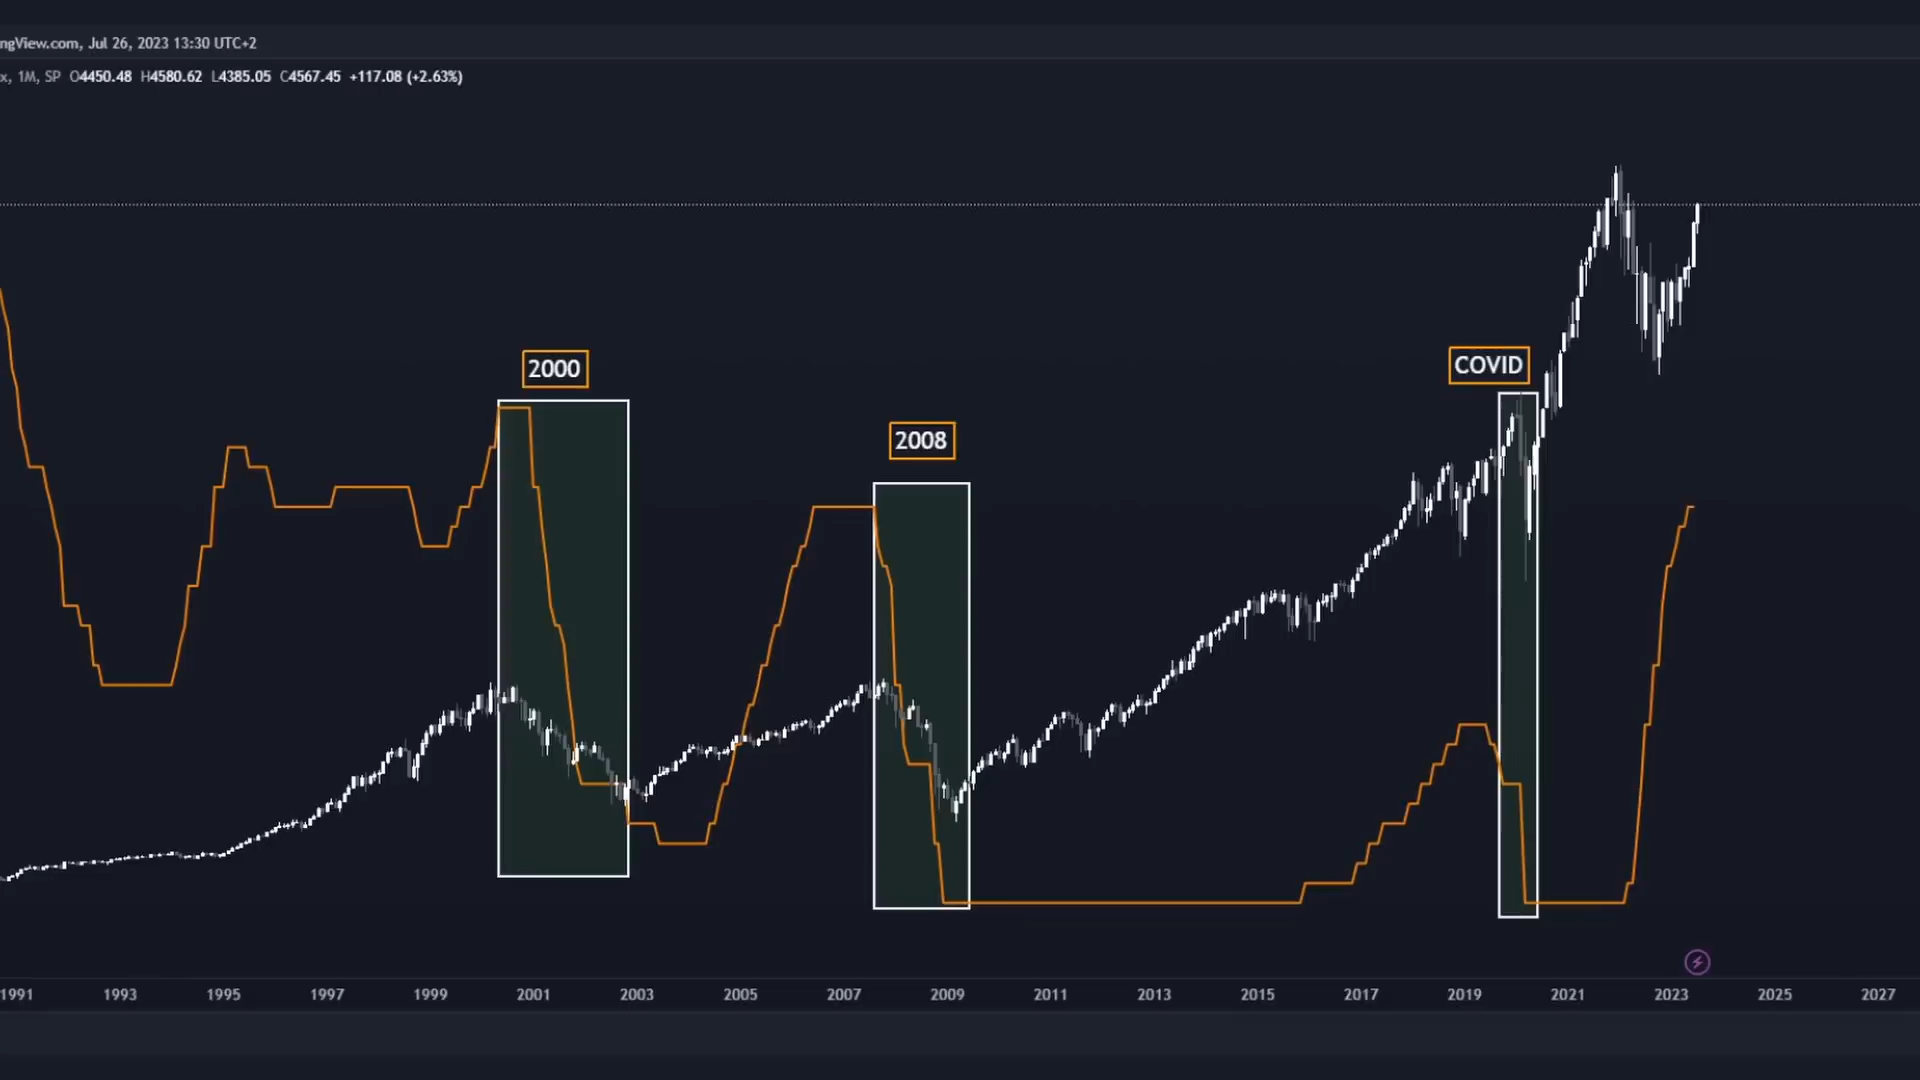 ngView.com, Jul 26, 2023 13:30 UTC+2
x, 1M, SP O4450.48 H4580.62 L4385.05 C4567.45 +117.08 (+2.63%)
COVID
2000
2008
1991 1993 1995 1997 1999 2001 2003 2005 2007 2009 2011 2013 2015 2017 2019 2021 2023 2025 2027